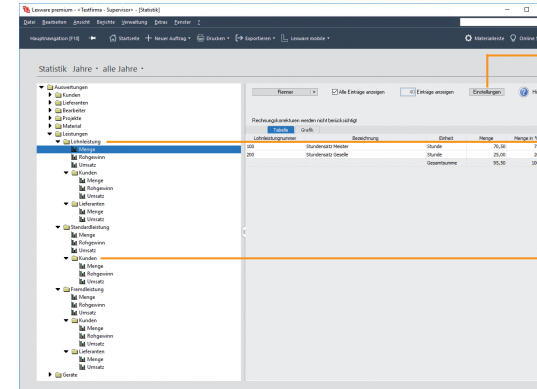 Lexware premium - «Testfirma - Supervisor» - [Statistik]
Datei Bearbeiten Ansicht Berichte Verwaltung Extras Fenster ?
Hauptnavigation (F10) Startseite Neuer Auftrag Drucken Exportieren Lexware mobile Materialleiste Online
Statistik Jahre alle Jahre
Auswertungen
Kunden
Lieferanten
Bearbeiter
Projekte
Material
Leistungen
Lohnleistung
Menge
Rohgewinn
Umsatz
Kunden
Menge
Rohgewinn
Umsatz
Lieferanten
Menge
Umsatz
Standardleistung
Menge
Rohgewinn
Umsatz
Kunden
Menge
Rohgewinn
Umsatz
Fremdleistung
Menge
Rohgewinn
Umsatz
Kunden
Menge
Rohgewinn
Umsatz
Lieferanten
Menge
Umsatz
Geräte
Renner Alle Einträge anzeigen Einträge anzeigen Einstellungen
Rechnungskorrekturen werden nicht berücksichtigt
Tabelle Grafik
Lohnleistungnummer Bezeichnung Einheit Menge Menge in %
100 Stundensatz Meister Stunde 70,50
200 Stundensatz Geselle Stunde 25,00
Gesamtsumme 95,50